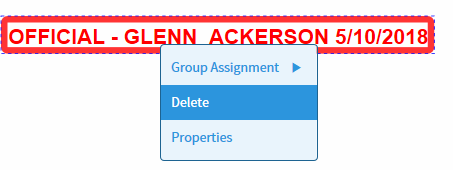 OFFICIAL - GLENN ACKERSON 5/10/2018
Group Assignment
Delete
Properties